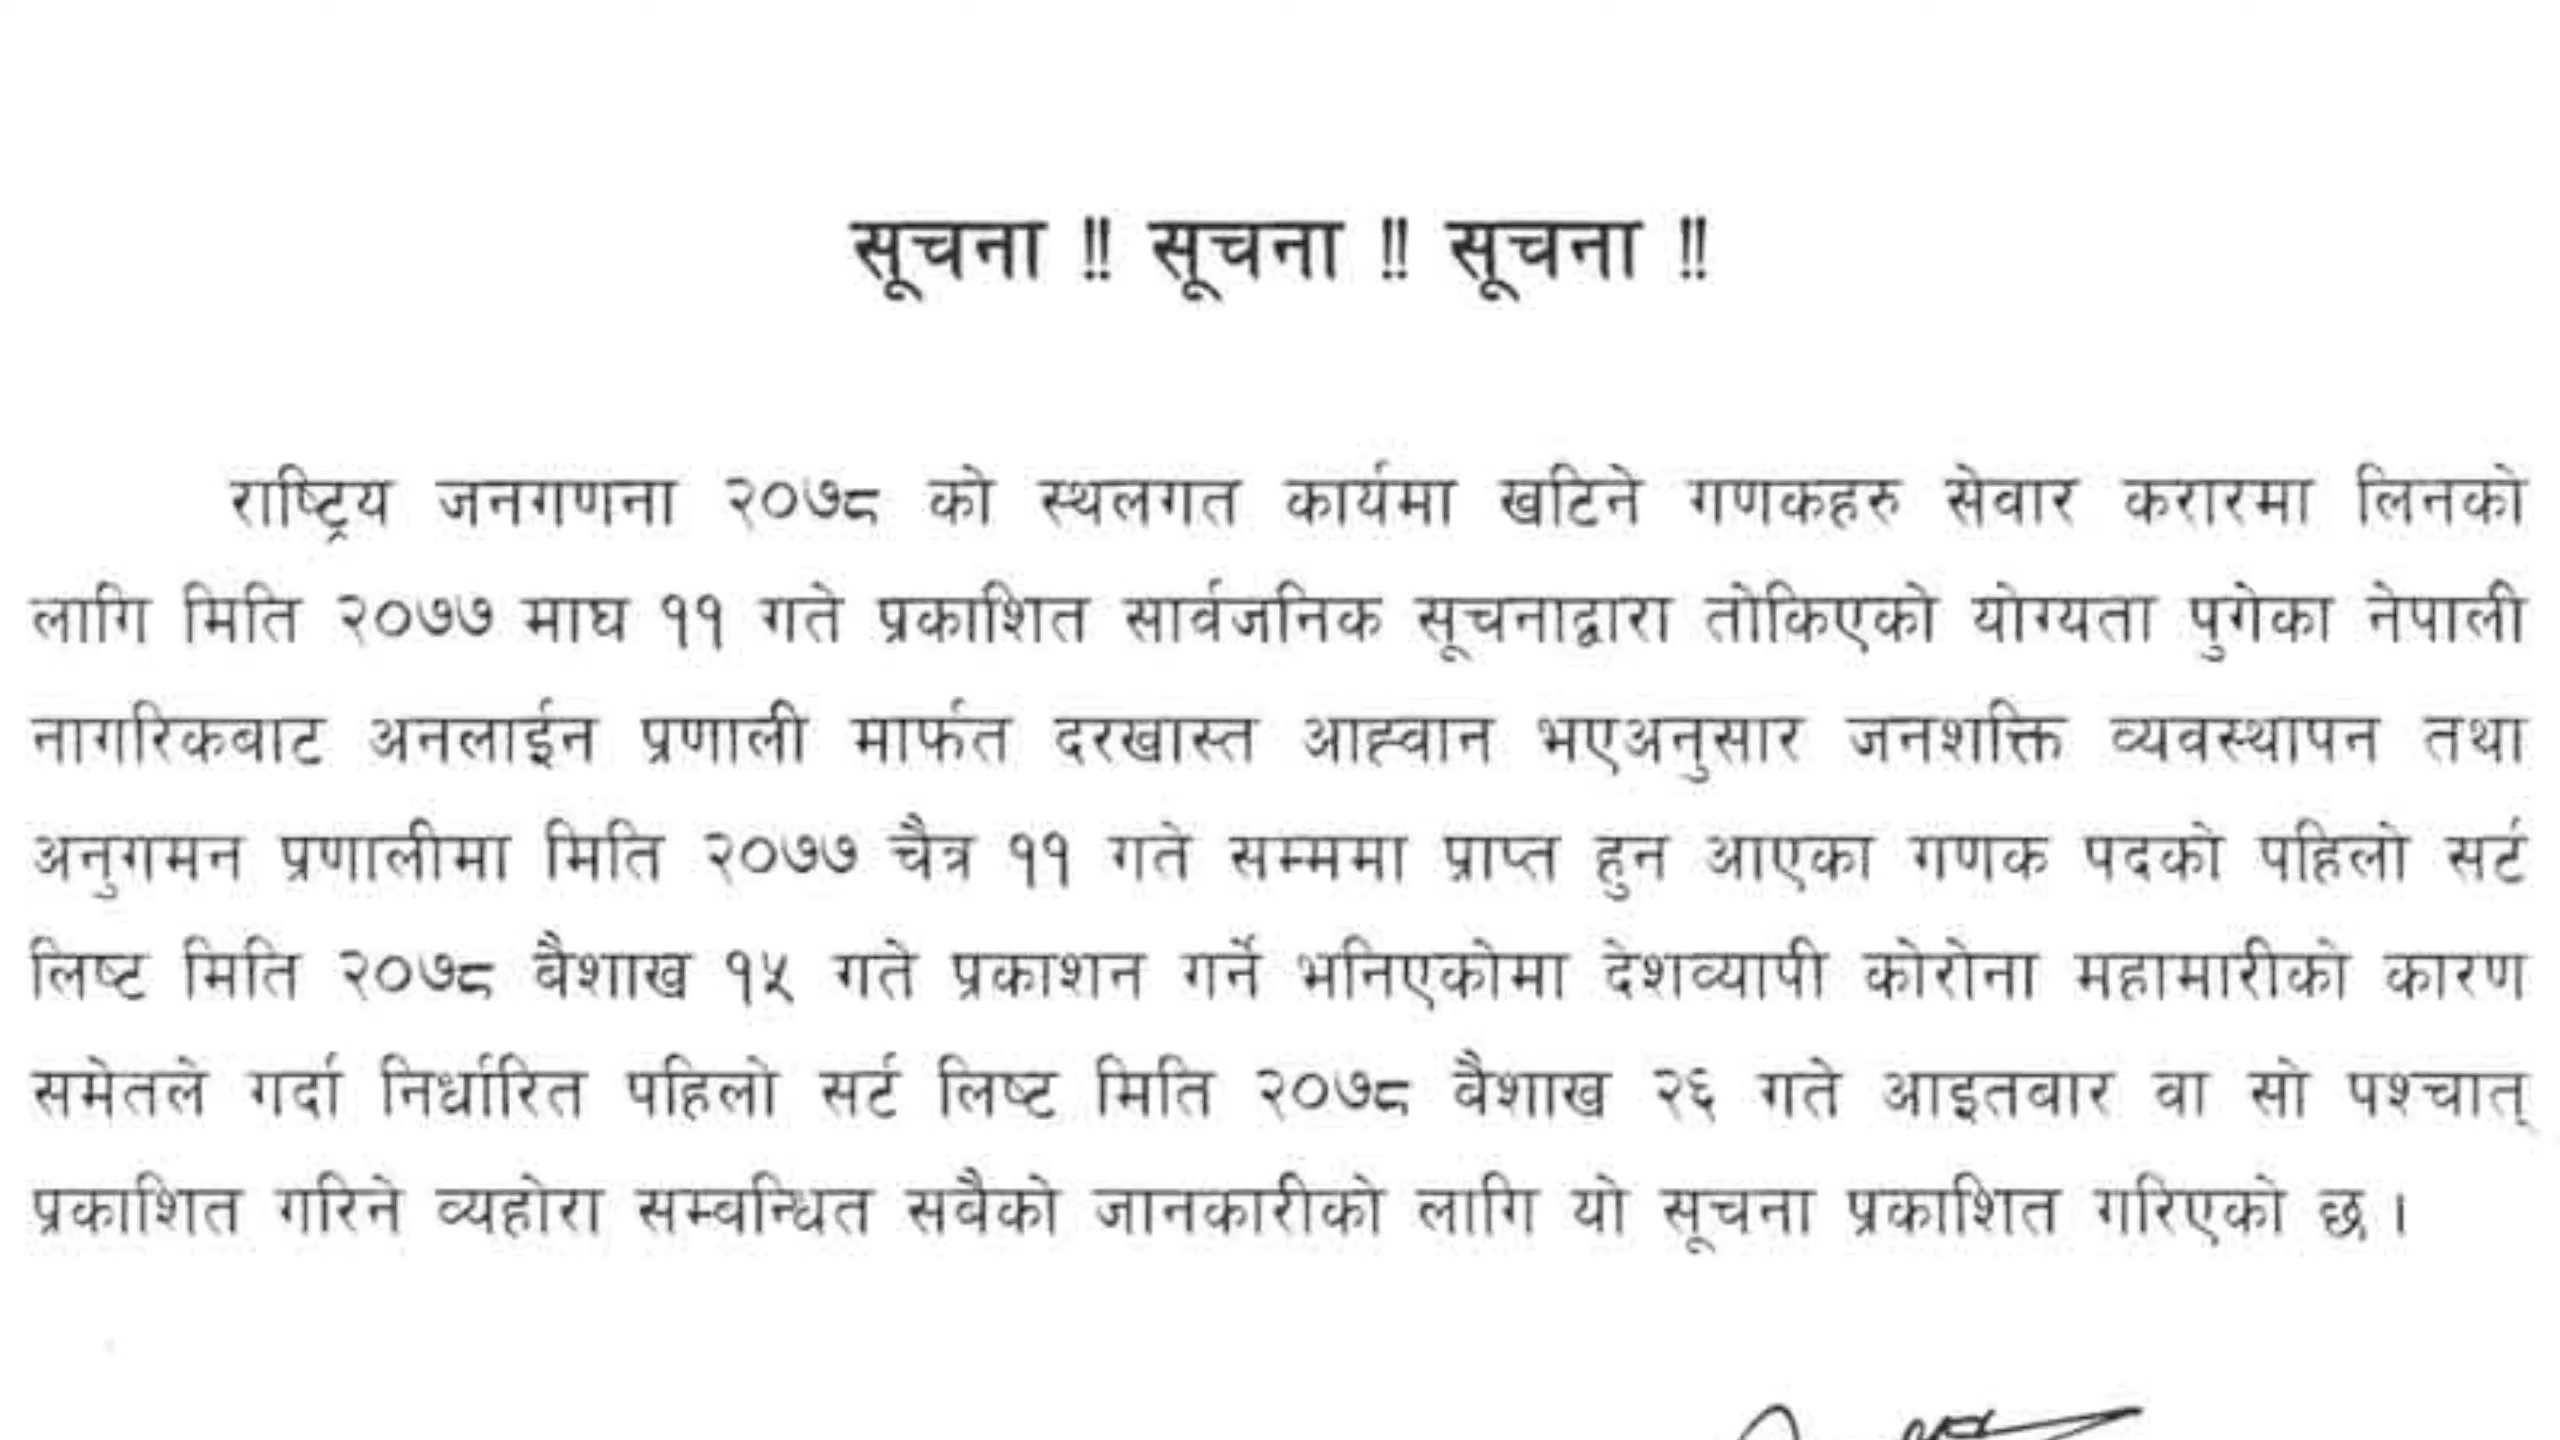 सूचना !! सूचना !! सूचना !!
राष्ट्रिय जनगणना २०७८ को स्थलगत कार्यमा खटिने गणकहरु सेवार करारमा लिनको
लागि मिति २०७७ माघ ११ गते प्रकाशित सार्वजनिक सूचनाद्वारा तोकिएको योग्यता पुगेका नेपाली
नागरिकबाट अनलाईन प्रणाली मार्फत दरखास्त आह्वान भएअनुसार जनशक्ति व्यवस्थापन तथा
अनुगमन प्रणालीमा मिति २०७७ चैत्र ११ गते सम्ममा प्राप्त हुन आएका गणक पदको पहिलो सर्ट
लिष्ट मिति २०७८ वैशाख १५ गते प्रकाशन गर्ने भनिएकोमा देशव्यापी कोरोना महामारीको कारण
समेतले गर्दा निर्धारित पहिलो सर्ट लिष्ट मिति २०७८ वैशाख २६ गते आइतबार वा सो पश्चात्
प्रकाशित गरिने व्यहोरा सम्वन्धित सवैको जानकारीको लागि यो सूचना प्रकाशित गरिएको छ ।